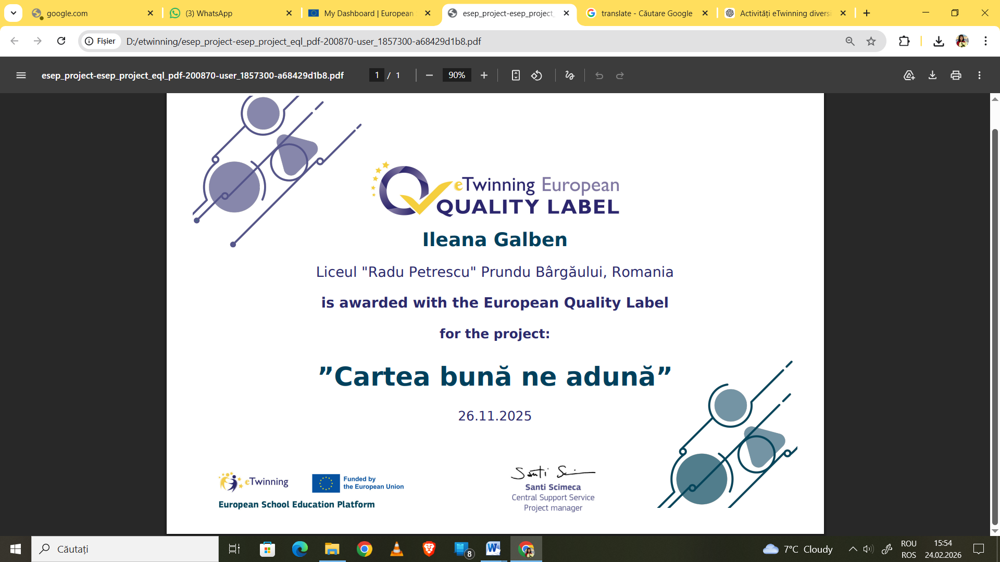 google.com
(3) WhatsApp
My Dashboard | European
esep_project-esep_project_
translate - Căutare Google
Activități eTwinning diversi
Fișier
D:/etwinning/esep_project-esep_project_eql_pdf-200870-user_1857300-a68429d1b8.pdf
esep_project-esep_project_eql_pdf-200870-user_1857300-a68429d1b8.pdf
1 / 1
90%
eTwinning European
QUALITY LABEL
Ileana Galben
Liceul "Radu Petrescu" Prundu Bârgăului, Romania
is awarded with the European Quality Label
for the project:
”Cartea bună ne adună”
26.11.2025
eTwinning
Funded by
the European Union
European School Education Platform
Santi Scimeca
Central Support Service
Project manager
Căutați
8
7°C Cloudy
ROU
ROS
15:54
24.02.2026